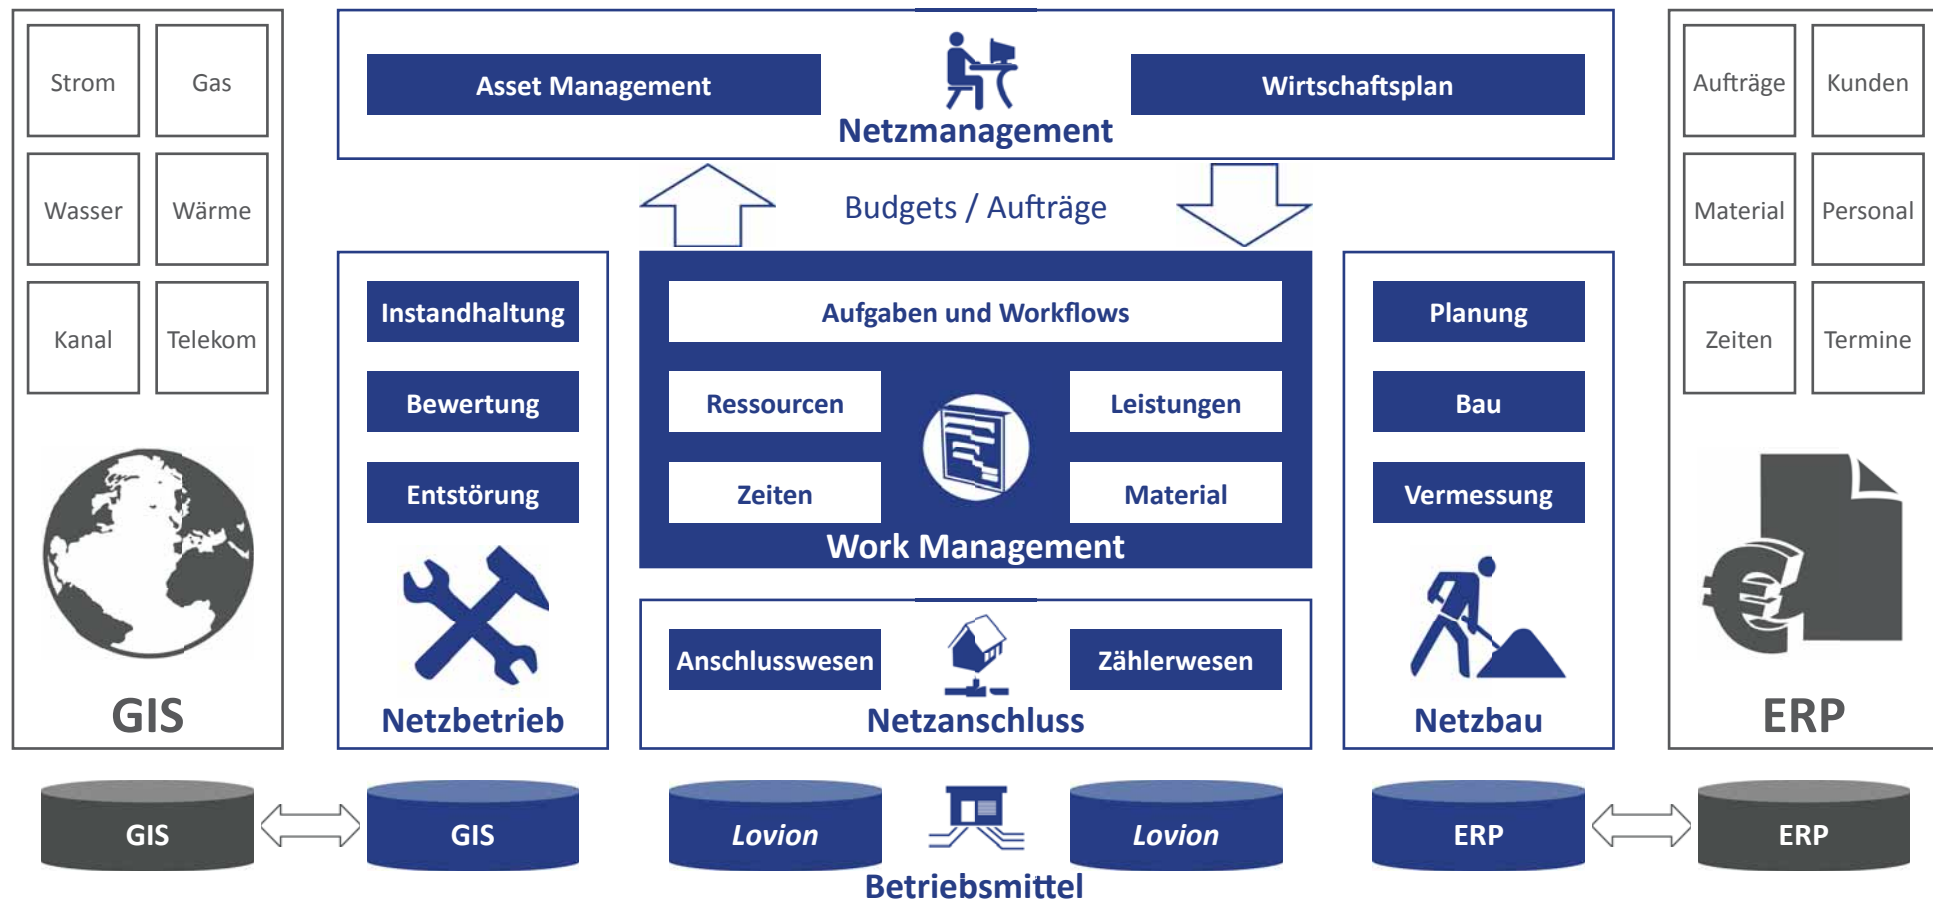 Strom
Gas
Wasser
Wärme
Kanal
Telekom
GIS
Asset Management
Wirtschaftsplan
Netzmanagement
Budgets / Aufträge
Instandhaltung
Bewertung
Entstörung
Netzbetrieb
Aufgaben und Workflows
Ressourcen
Leistungen
Zeiten
Material
Work Management
Anschlusswesen
Zählerwesen
Netzanschluss
Planung
Bau
Vermessung
Netzbau
Aufträge
Kunden
Material
Personal
Zeiten
Termine
ERP
GIS
GIS
Lovion
Lovion
ERP
ERP
Betriebsmittel